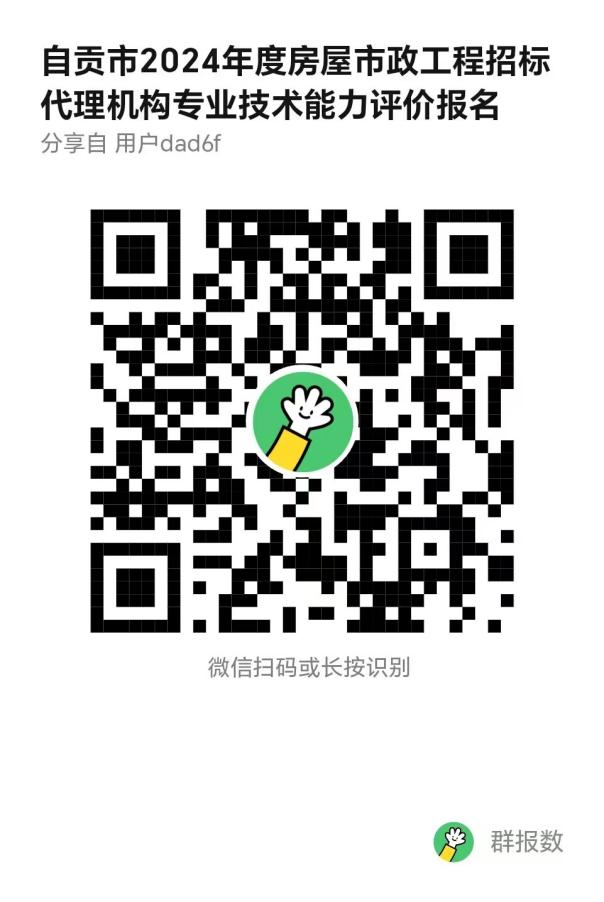 自贡市2024年度房屋市政工程招标
代理机构专业技术能力评价报名
分享自 用户dad6f
微信扫码或长按识别
群报数